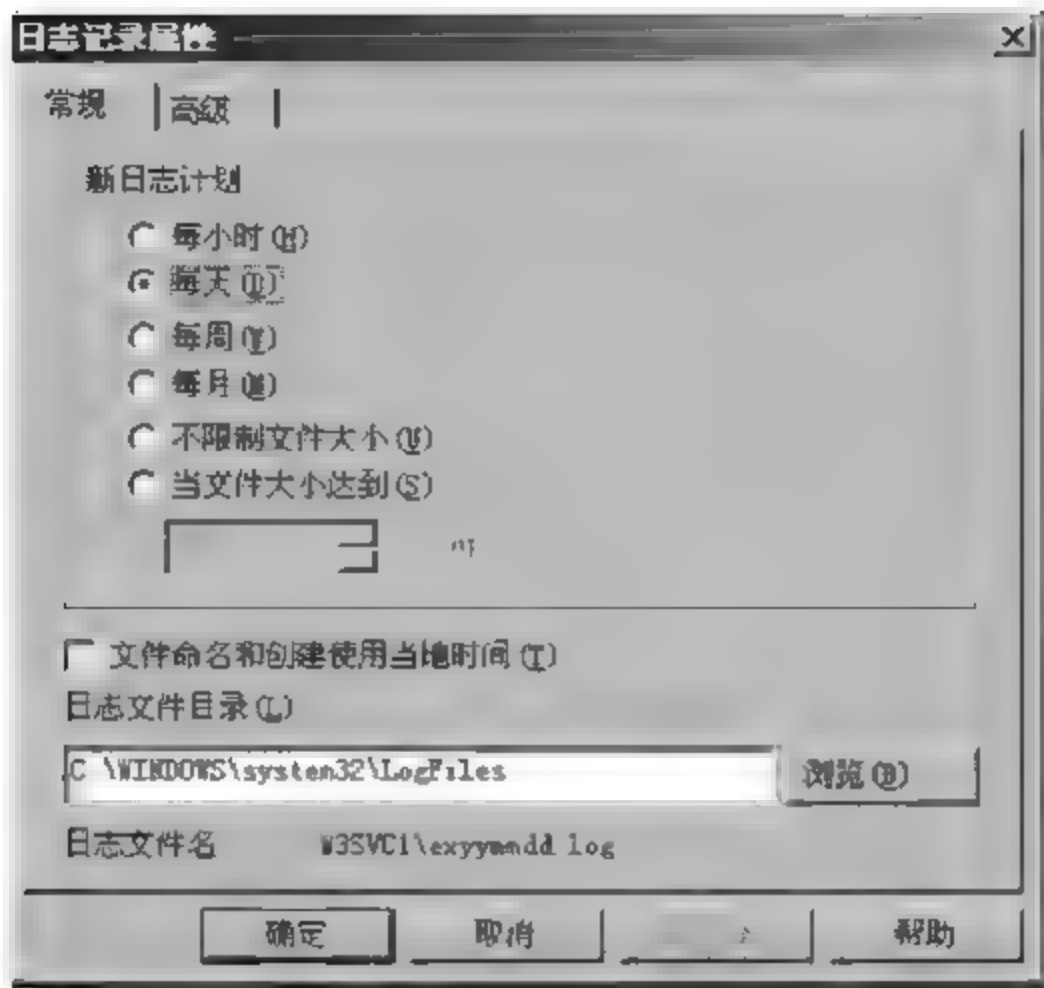 日志记录属性
常规 高级
新日志计划
每小时(H)
每天(D)
每周(W)
每月(M)
不限制文件大小(U)
当文件大小达到(S)
文件命名和创建使用当地时间(T)
日志文件目录(L)
C \WINDOWS\system32\LogFiles 浏览(B)
日志文件名 W3SVC1\exyymmdd log
确定 取消 帮助